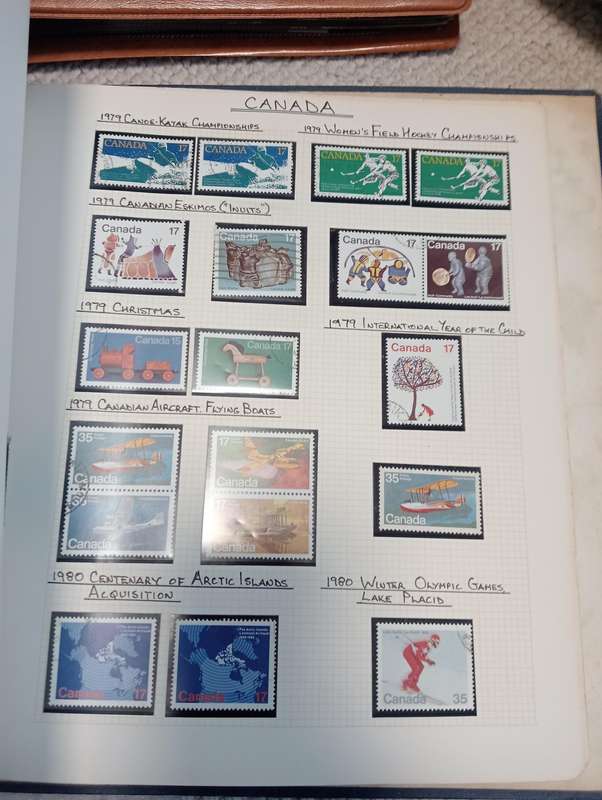 CANADA
1979 CANOE-KAYAK CHAMPIONSHIPS
1979 WOMEN'S FIELD HOCKEY CHAMPIONSHIPS
CANADA 17
CANADA 17
CANADA 17
CANADA 17
1979 CANADIAN ESKIMOS ("INUITS")
Canada 17
Canada 17
Canada 17
Canada 17
1979 CHRISTMAS
1979 INTERNATIONAL YEAR OF THE CHILD
Canada 15
Canada 17
Canada 17
1979 CANADIAN AIRCRAFT. FLYING BOATS
35
Canada
Canada
17
Canada
17
Canada
35
Canada
1980 CENTENARY OF ARCTIC ISLANDS
ACQUISITION
1980 WINTER OLYMPIC GAMES
LAKE PLACID
Canada 17
Canada 17
Canada 35